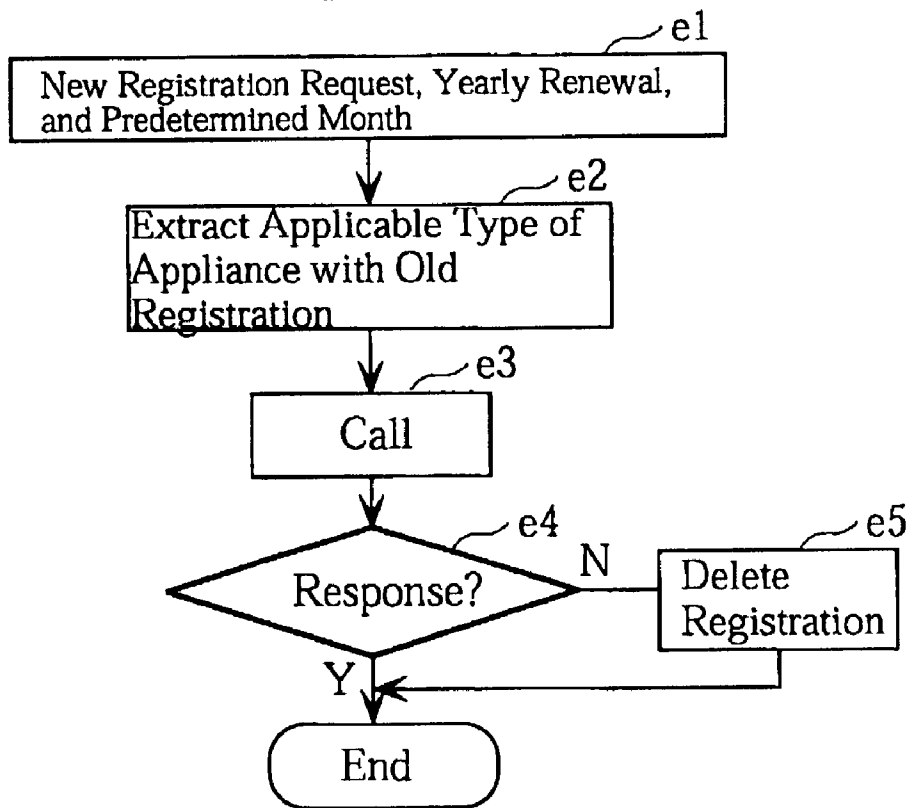 e1
New Registration Request, Yearly Renewal,
and Predetermined Month
e2
Extract Applicable Type of
Appliance with Old
Registration
e3
Call
e4
Response?
N
e5
Delete
Registration
Y
End